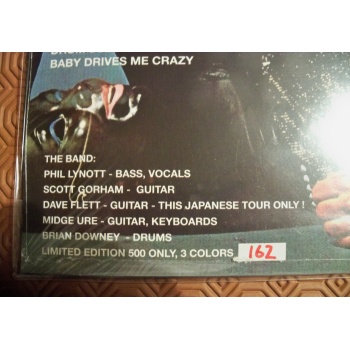 BABY DRIVES ME CRAZY
THE BAND:
PHIL LYNOTT - BASS, VOCALS
SCOTT GORHAM - GUITAR
DAVE FLETT - GUITAR - THIS JAPANESE TOUR ONLY !
MIDGE URE - GUITAR, KEYBOARDS
BRIAN DOWNEY - DRUMS
LIMITED EDITION 500 ONLY, 3 COLORS 162